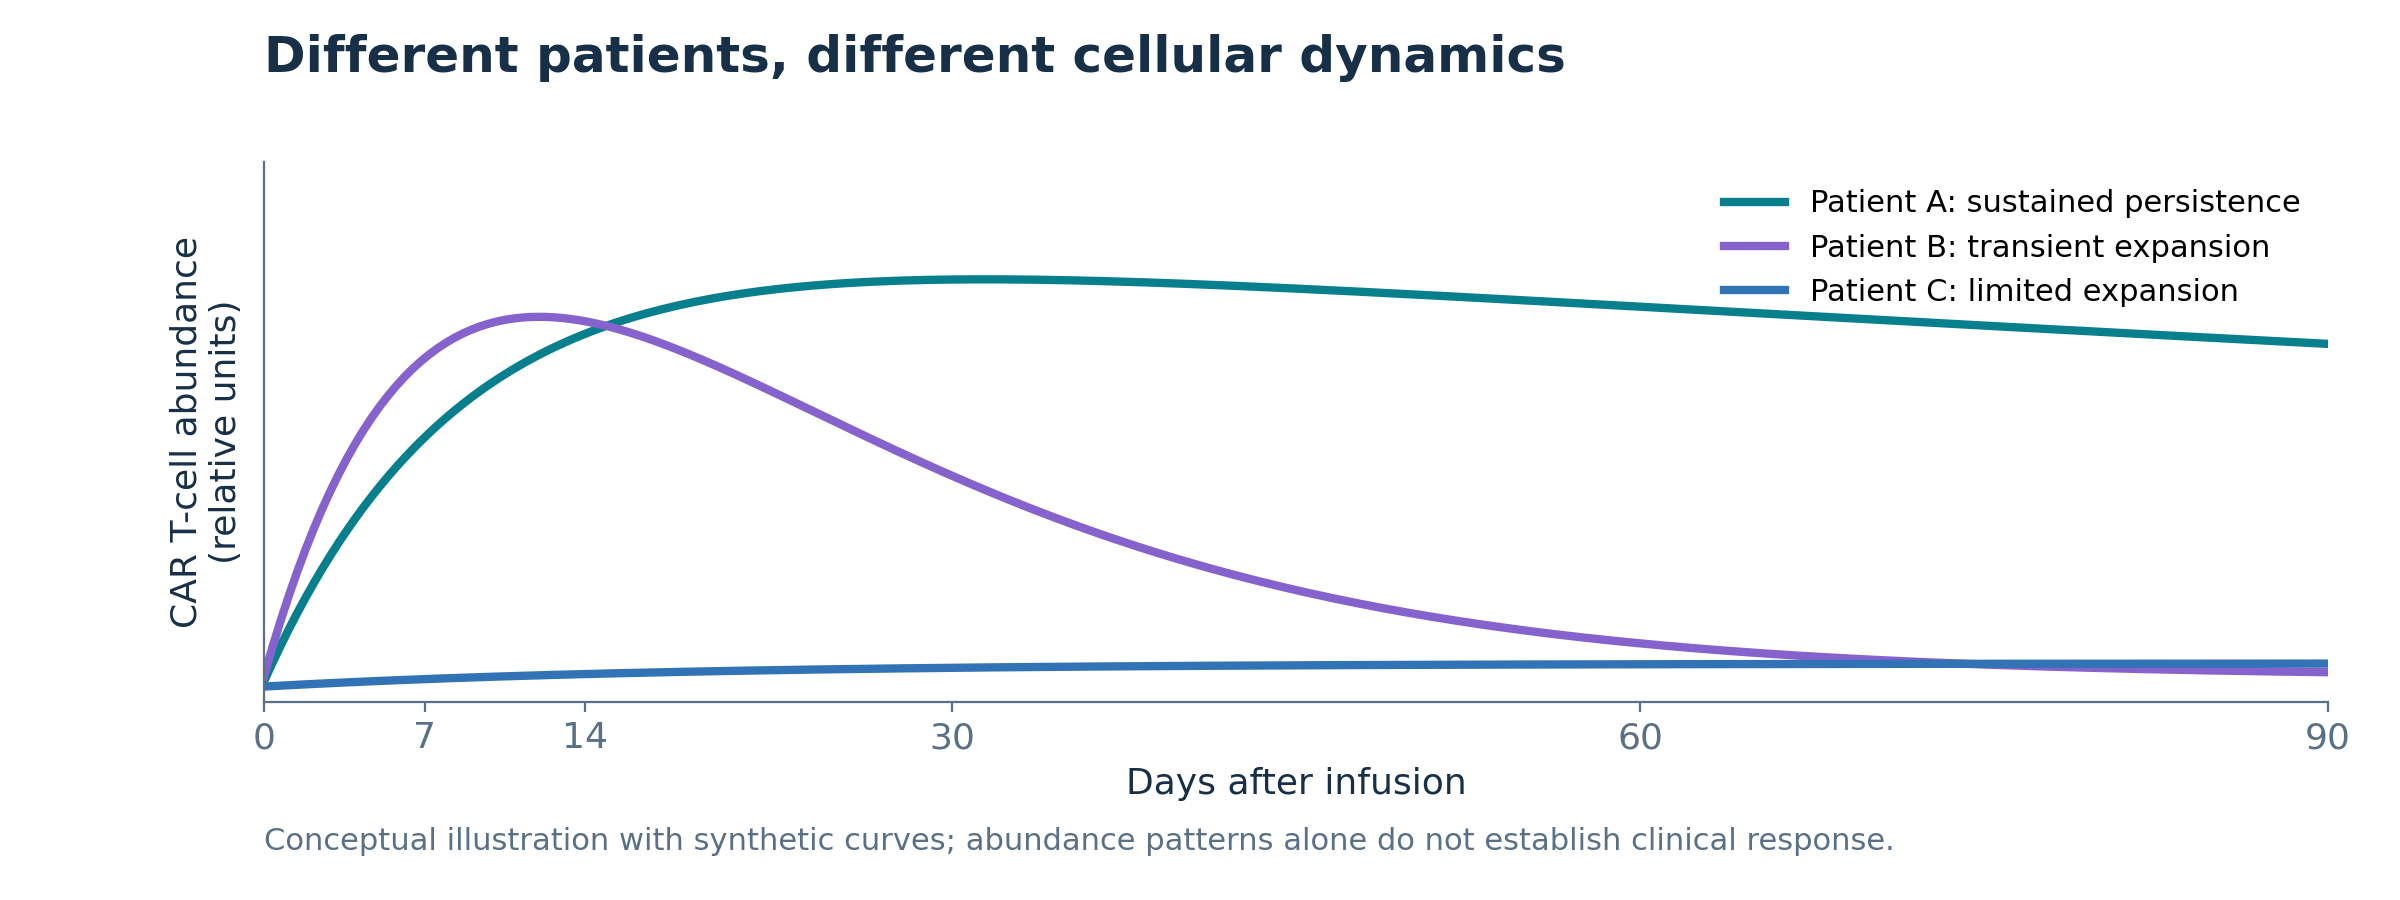 Different patients, different cellular dynamics
CAR T-cell abundance
(relative units)
Patient A: sustained persistence
Patient B: transient expansion
Patient C: limited expansion
0 7 14 30 60 90
Days after infusion
Conceptual illustration with synthetic curves; abundance patterns alone do not establish clinical response.